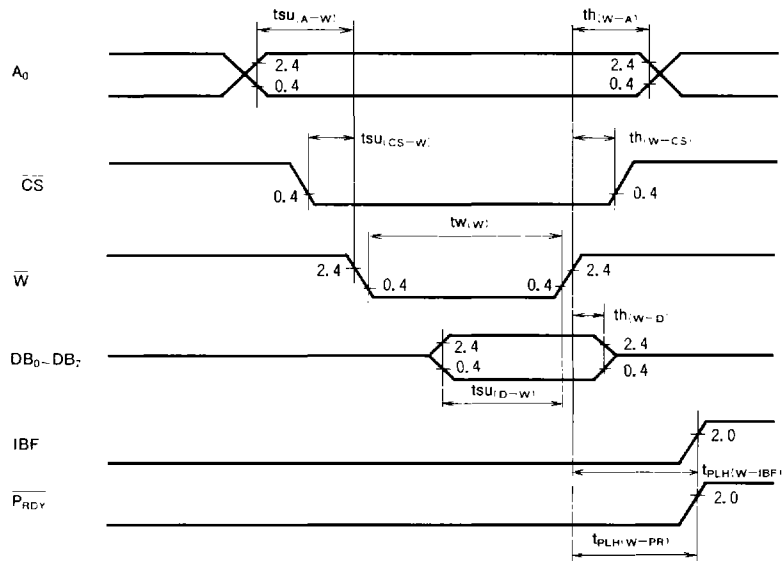 tsu(A–W) th(W–A)
A0 2.4 2.4
0.4 0.4
tsu(CS–W) th(W–CS)
CS 0.4 0.4
tw(W)
W 2.4 0.4 0.4 2.4
th(W–D)
DB0~DB7 2.4 2.4
0.4 0.4
tsu(D–W)
IBF 2.0
tPLH(W–IBF)
PRDY 2.0
tPLH(W–PR)